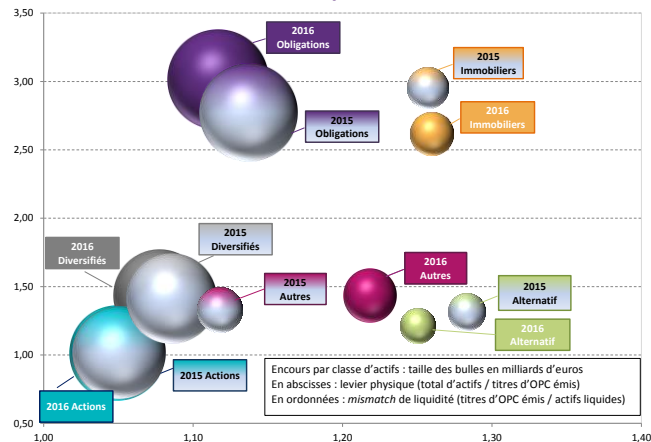 3,50
2016
Obligations
2015
Immobiliers
3,00
2016
Immobiliers
2015
Obligations
2,50
2,00
2015
Diversifiés
2016
Diversifiés
2016
Autres
2015
Autres
2015
Alternatif
1,50
2016
Alternatif
1,00
2015 Actions
2016 Actions
Encours par classe d'actifs : taille des bulles en milliards d'euros
En abscisses : levier physique (total d'actifs / titres d'OPC émis)
En ordonnées : mismatch de liquidité (titres d'OPC émis / actifs liquides)
0,50
1,00
1,10
1,20
1,30
1,40